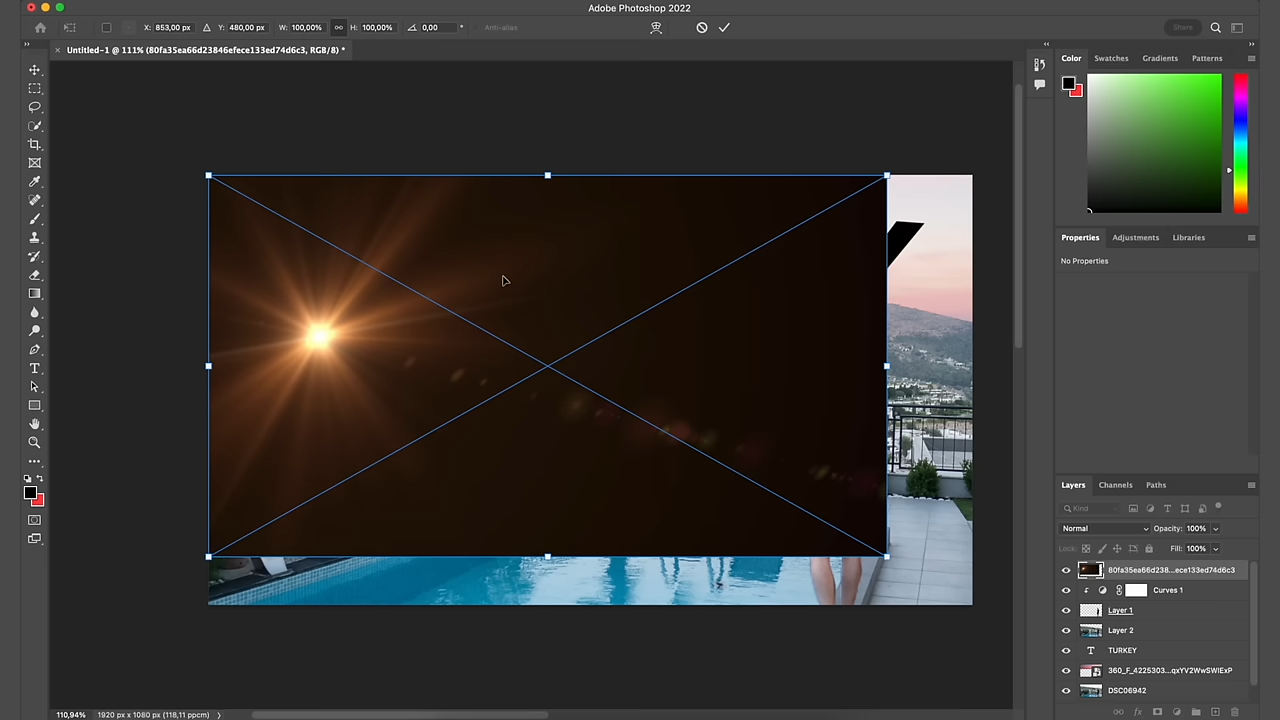 Adobe Photoshop 2022
X: 853,00 px Y: 480,00 px W: 100,00% H: 100,00% 0,00 ° Anti-alias Share
Untitled-1 @ 111% (80fa35ea66d23846efece133ed74d6c3, RGB/8) *
Color Swatches Gradients Patterns
Properties Adjustments Libraries
No Properties
Layers Channels Paths
Kind
Normal Opacity: 100%
Lock: Fill: 100%
80fa35ea66d238...ece133ed74d6c3
Curves 1
Layer 1
Layer 2
TURKEY
360_F_4225303...qxYV2WwSWlExP
DSC06942
110,94% 1920 px x 1080 px (118,11 ppcm)